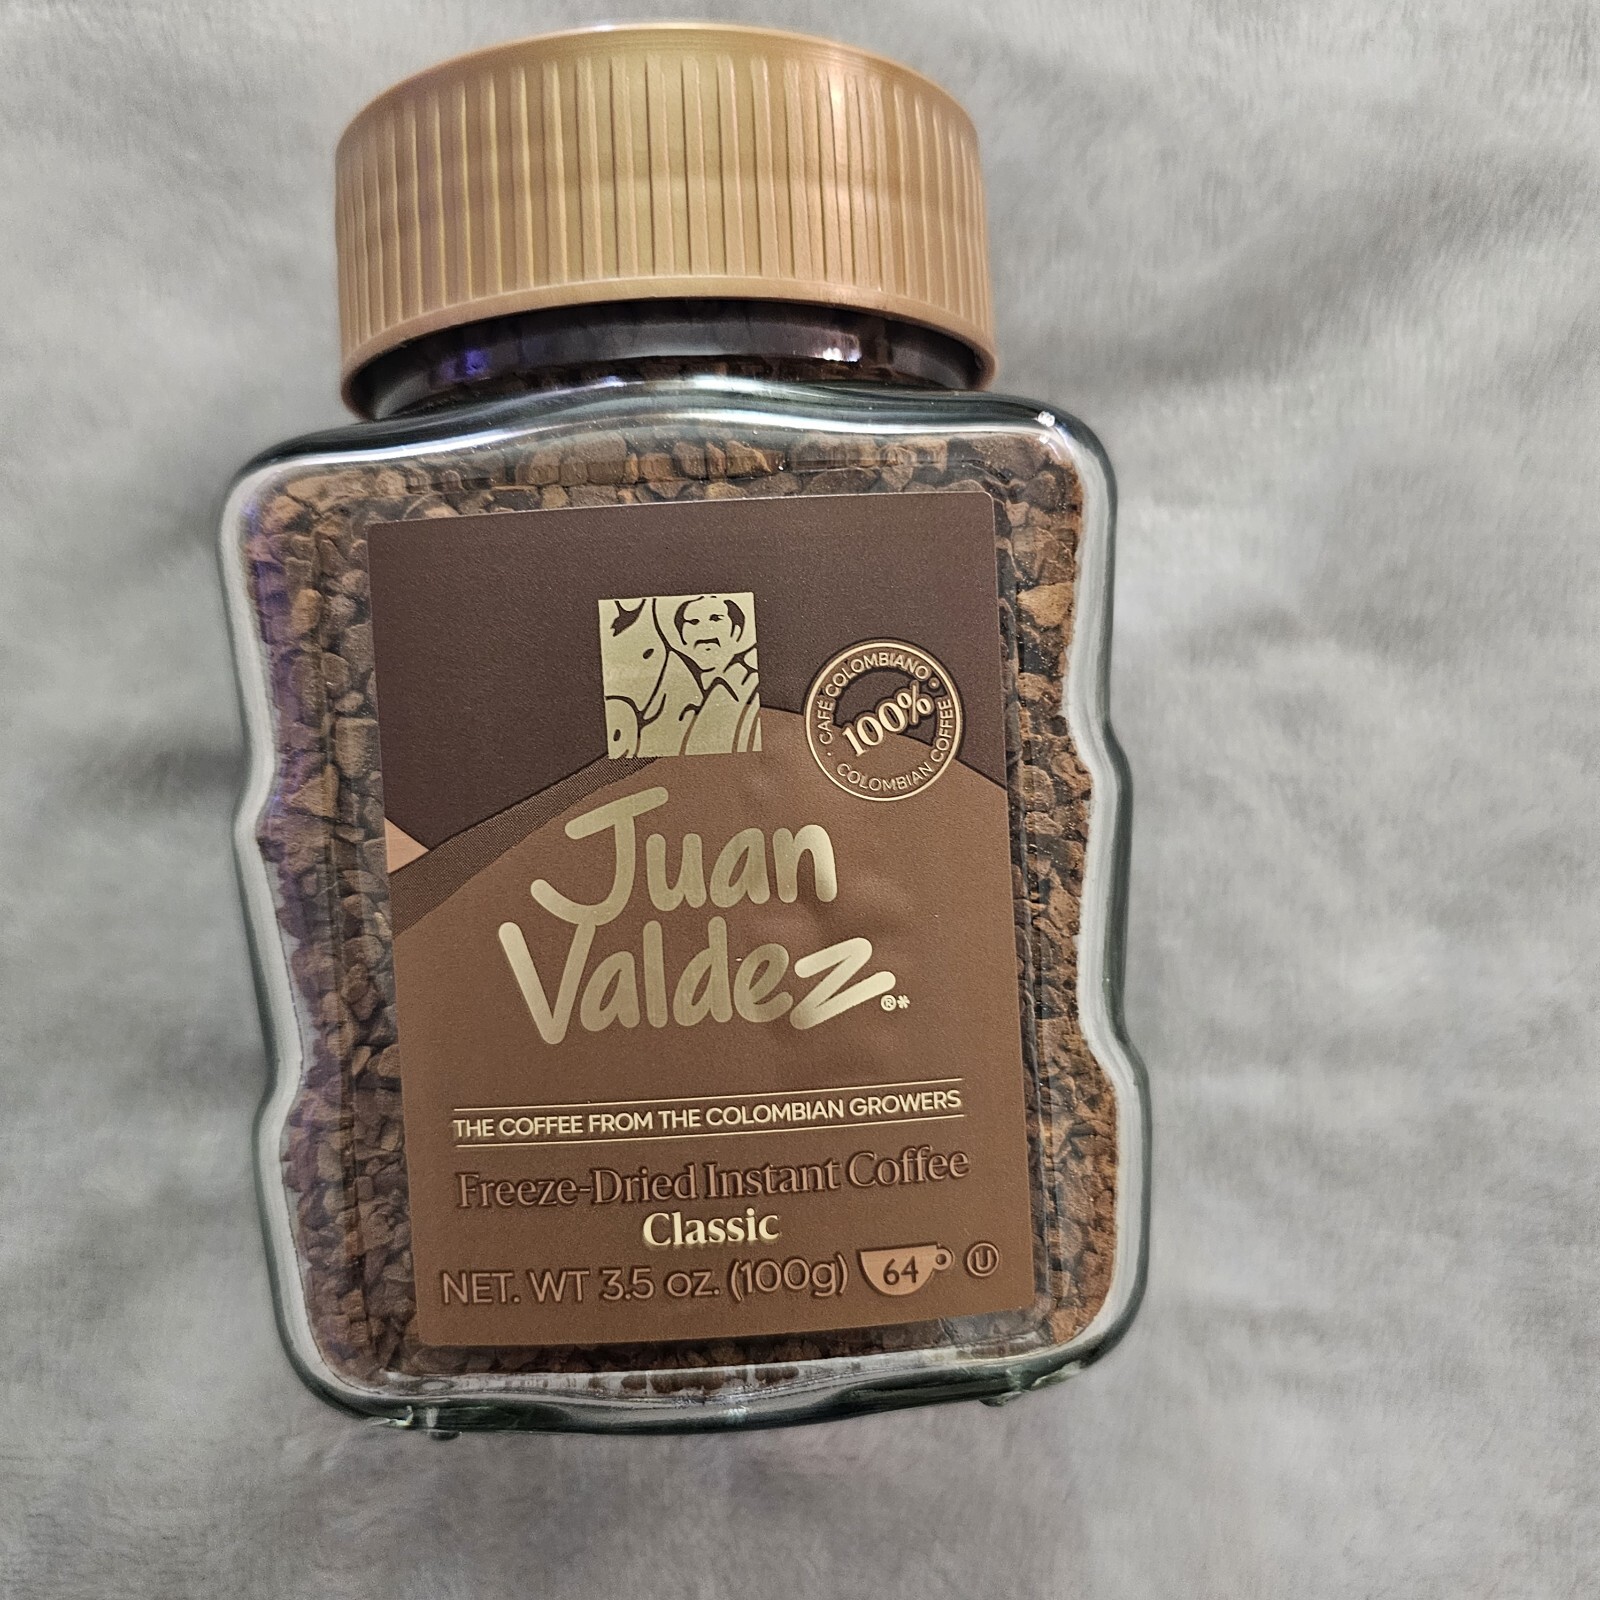 CAFÉ COLOMBIANO •
100%
• COLOMBIAN COFFEE
Juan
Valdez®*
THE COFFEE FROM THE COLOMBIAN GROWERS
Freeze-Dried Instant Coffee
Classic
NET. WT 3.5 oz. (100g) 64 U